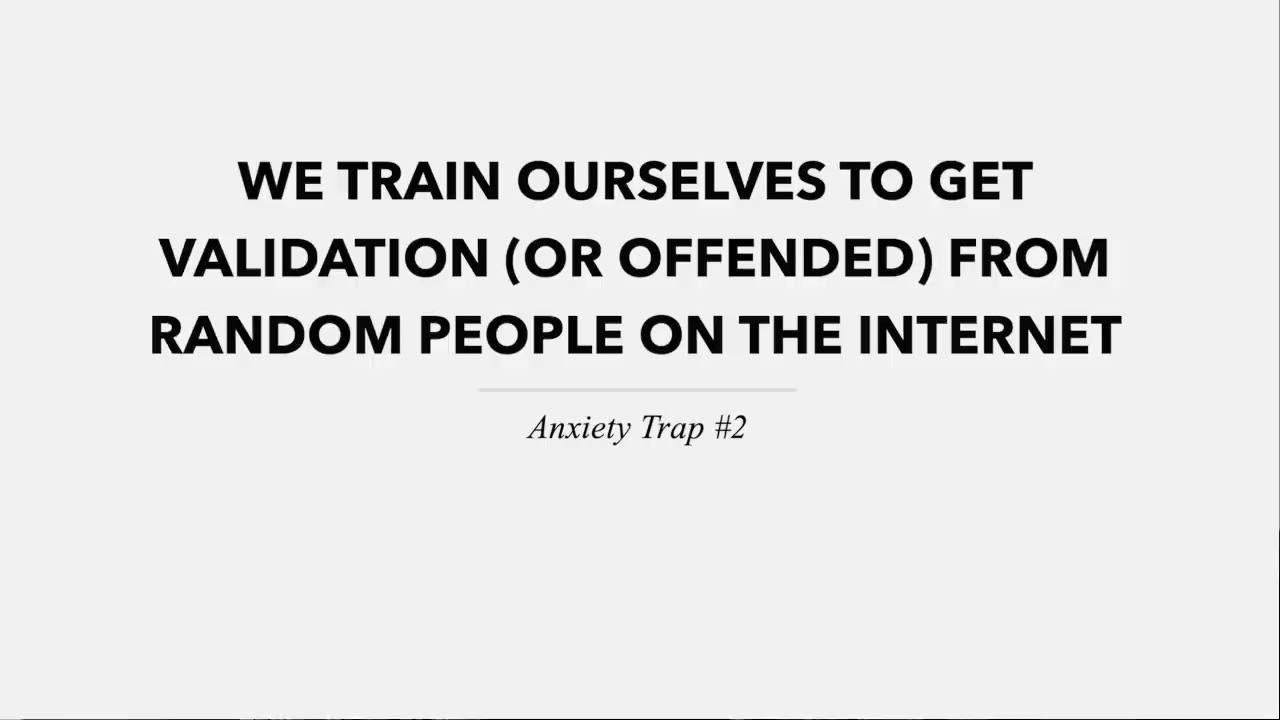 WE TRAIN OURSELVES TO GET
VALIDATION (OR OFFENDED) FROM
RANDOM PEOPLE ON THE INTERNET
Anxiety Trap #2